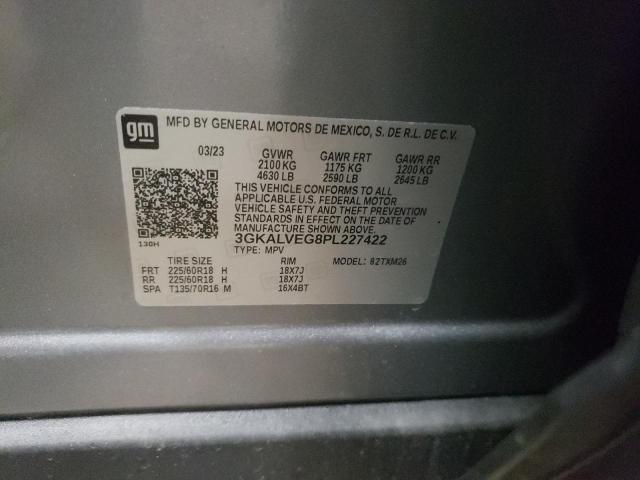 gm MFD BY GENERAL MOTORS DE MEXICO, S. DE R.L. DE C.V.
03/23 GVWR GAWR FRT GAWR RR
2100 KG 1175 KG 1200 KG
4630 LB 2590 LB 2645 LB
THIS VEHICLE CONFORMS TO ALL
APPLICABLE U.S. FEDERAL MOTOR
VEHICLE SAFETY AND THEFT PREVENTION
STANDARDS IN EFFECT ON THE DATE OF
MANUFACTURE SHOWN ABOVE.
130H 3GKALVEG8PL227422
TYPE: MPV
TIRE SIZE RIM MODEL: 82TXM26
FRT 225/60R18 H 18X7J
RR 225/60R18 H 18X7J
SPA T135/70R16 M 16X4BT